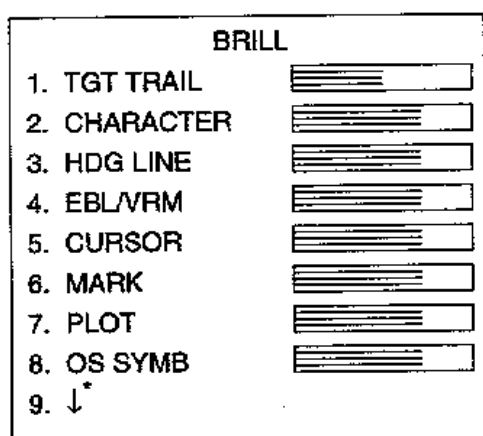 BRILL
1. TGT TRAIL
2. CHARACTER
3. HDG LINE
4. EBL/VRM
5. CURSOR
6. MARK
7. PLOT
8. OS SYMB
9. ↓*